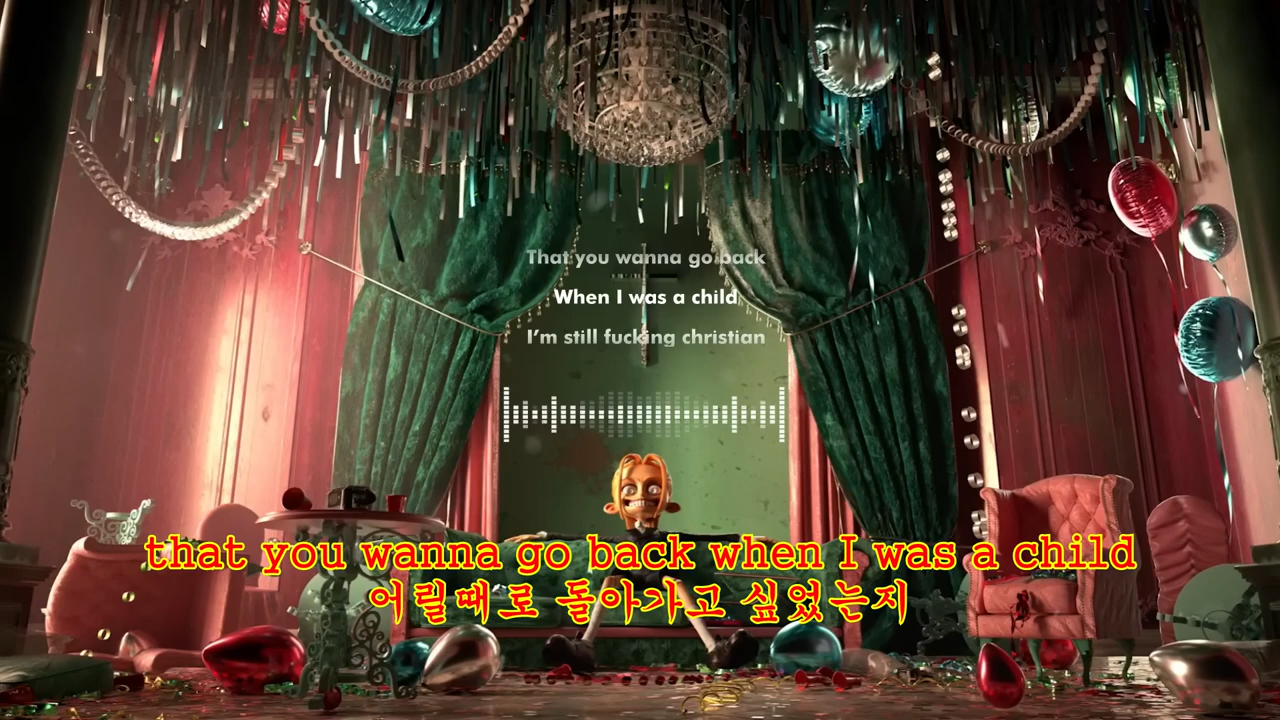 That you wanna go back
When I was a child
I'm still fucking christian
that you wanna go back when I was a child
어릴때로 돌아가고 싶었는지